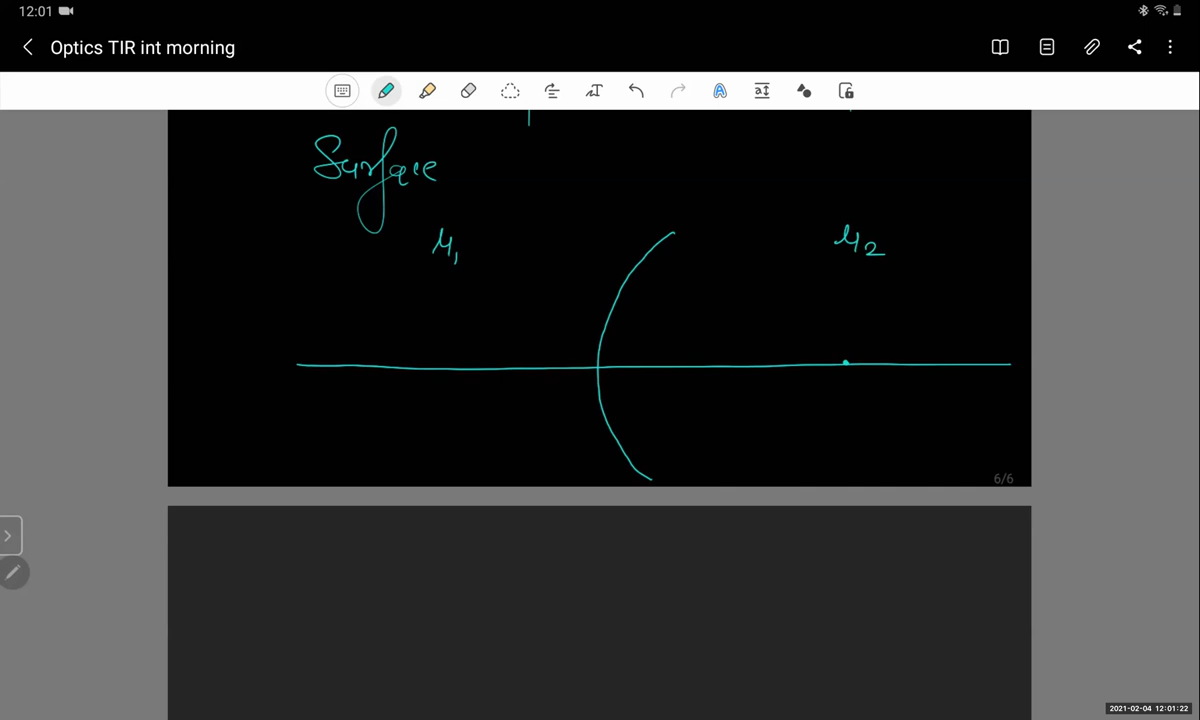 12:01
Optics TIR int morning
Surface
μ₁
μ₂
6/6
2021-02-04 12:01:22